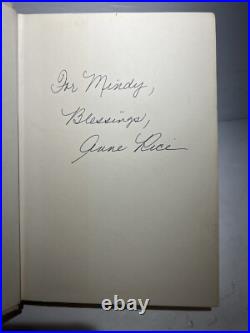 For Mindy,
Blessings,
Anne Rice